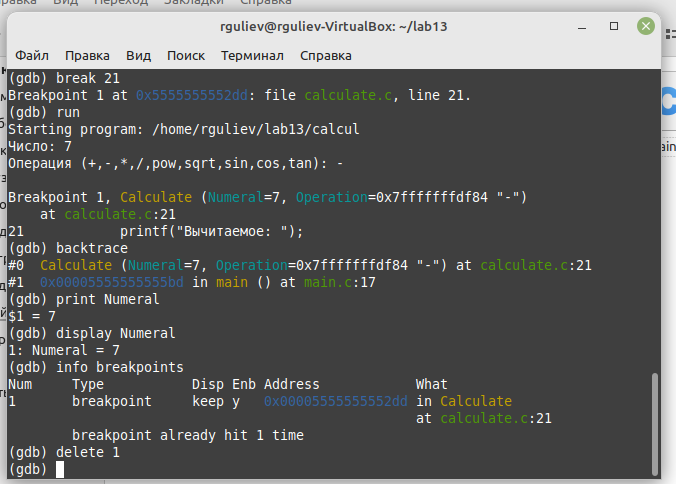 Правка Вид Переход Закладки Справка
rguliev@rguliev-VirtualBox: ~/lab13
Файл Правка Вид Поиск Терминал Справка
(gdb) break 21
Breakpoint 1 at 0x5555555552dd: file calculate.c, line 21.
(gdb) run
Starting program: /home/rguliev/lab13/calcul
Число: 7
Операция (+,-,*,/,pow,sqrt,sin,cos,tan): -
Breakpoint 1, Calculate (Numeral=7, Operation=0x7fffffffdf84 "-")
at calculate.c:21
21 printf("Вычитаемое: ");
(gdb) backtrace
#0 Calculate (Numeral=7, Operation=0x7fffffffdf84 "-") at calculate.c:21
#1 0x00005555555555bd in main () at main.c:17
(gdb) print Numeral
$1 = 7
(gdb) display Numeral
1: Numeral = 7
(gdb) info breakpoints
Num Type Disp Enb Address What
1 breakpoint keep y 0x00005555555552dd in Calculate
at calculate.c:21
breakpoint already hit 1 time
(gdb) delete 1
(gdb)